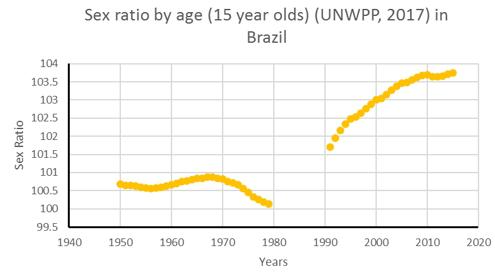 Sex ratio by age (15 year olds) (UNWPP, 2017) in
Brazil
104
103.5
103
102.5
102
101.5
101
100.5
100
99.5
Sex Ratio
1940 1950 1960 1970 1980 1990 2000 2010 2020
Years